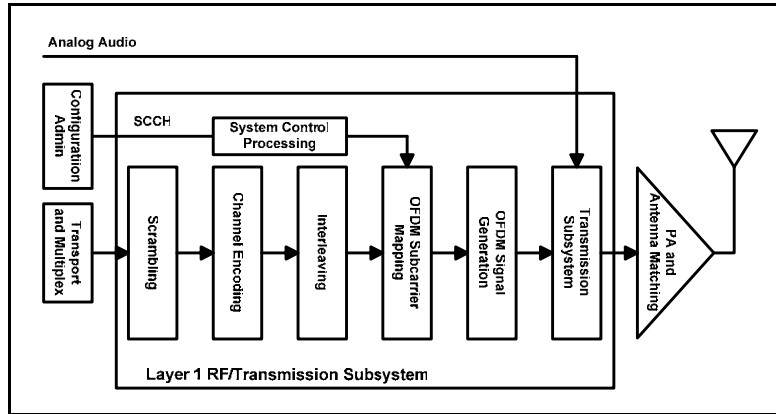 Analog Audio
Configuration
Admin
SCCH
System Control
Processing
Transport
and Multiplex
Scrambling
Channel Encoding
Interleaving
OFDM Subcarrier
Mapping
OFDM Signal
Generation
Transmission
Subsystem
PA and
Antenna Matching
Layer 1 RF/Transmission Subsystem